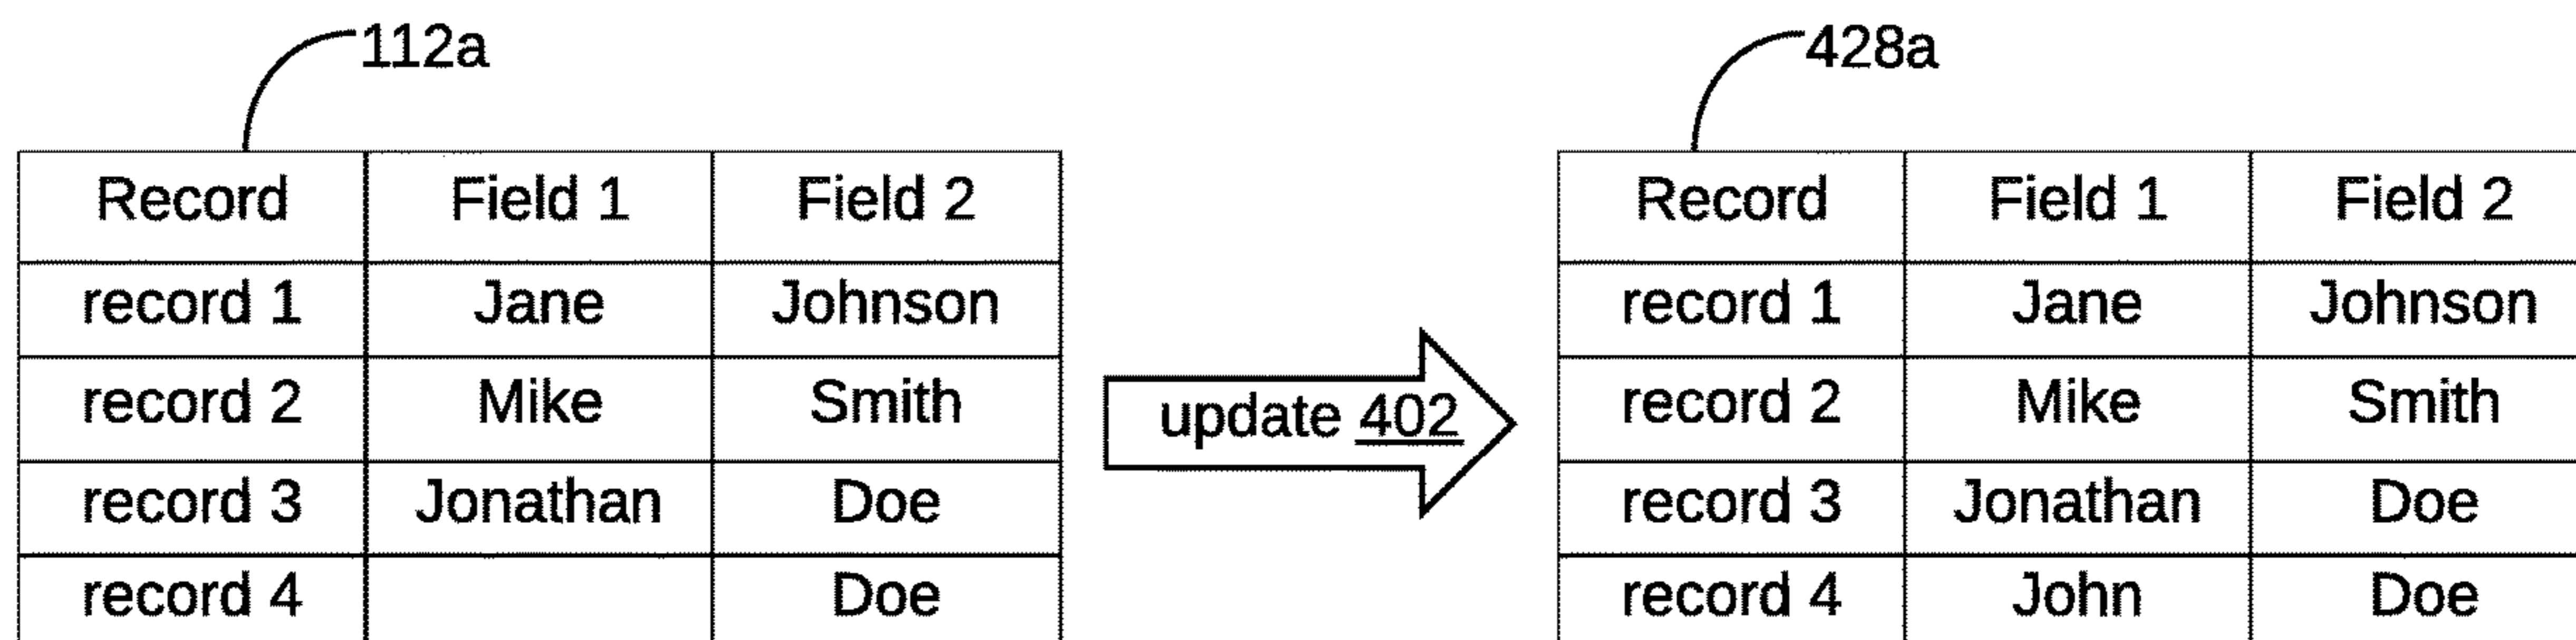 112a 428a
Record Field 1 Field 2 Record Field 1 Field 2
record 1 Jane Johnson record 1 Jane Johnson
record 2 Mike Smith record 2 Mike Smith
update 402
record 3 Jonathan Doe record 3 Jonathan Doe
record 4 Doe record 4 John Doe